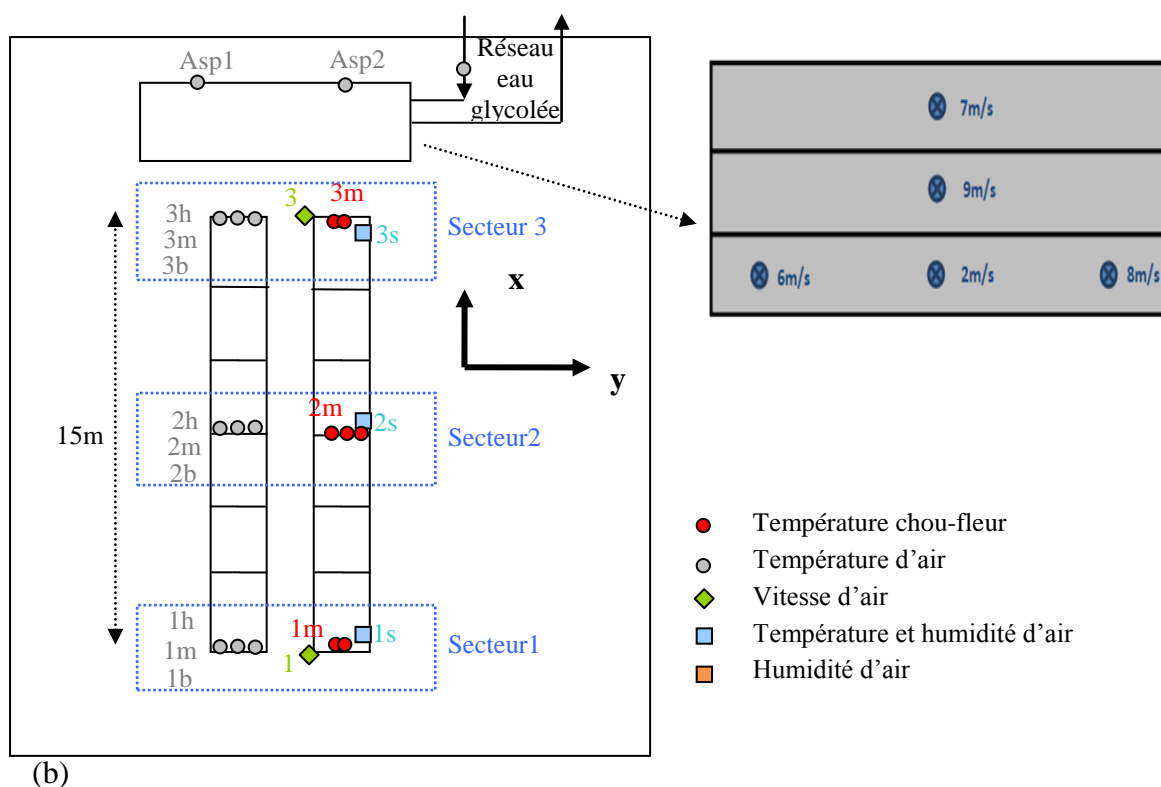 Asp1
Asp2
Réseau
eau
glycolée
7m/s
9m/s
6m/s
2m/s
8m/s
3h
3m
3b
3
3m
3s
Secteur 3
x
y
15m
2h
2m
2b
2m
2s
Secteur2
1h
1m
1b
1m
1
1s
Secteur1
Température chou-fleur
Température d'air
Vitesse d'air
Température et humidité d'air
Humidité d'air
(b)